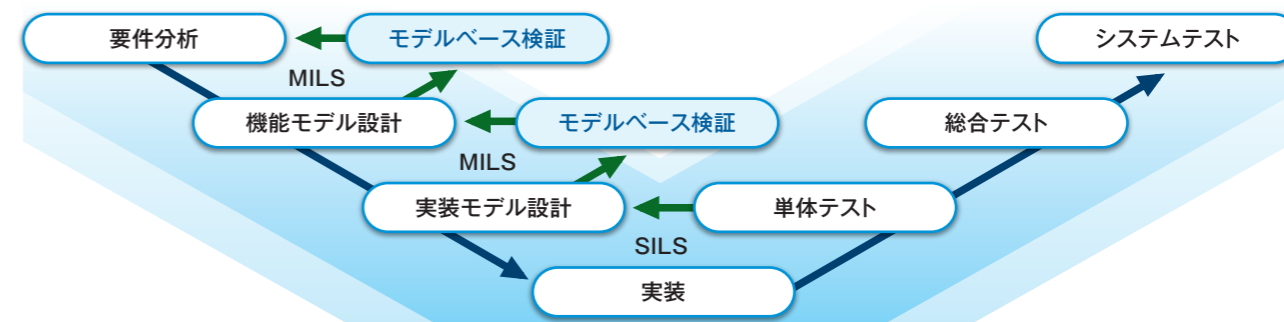 要件分析
モデルベース検証
システムテスト
MILS
機能モデル設計
モデルベース検証
総合テスト
MILS
実装モデル設計
単体テスト
SILS
実装